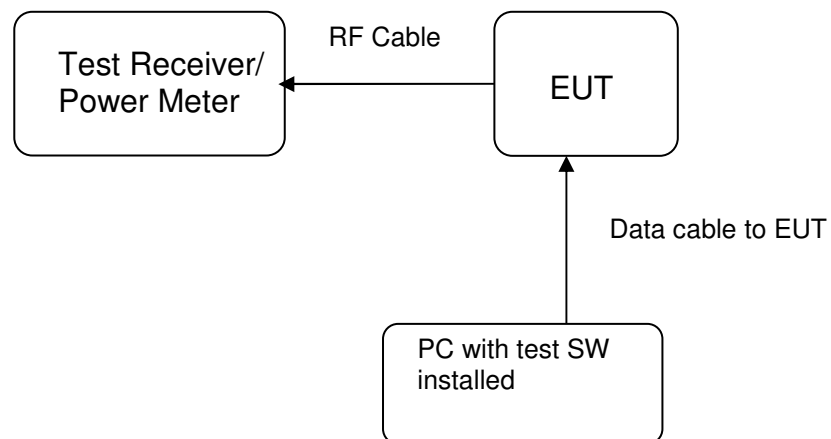 RF Cable
Test Receiver/
Power Meter
EUT
Data cable to EUT
PC with test SW
installed